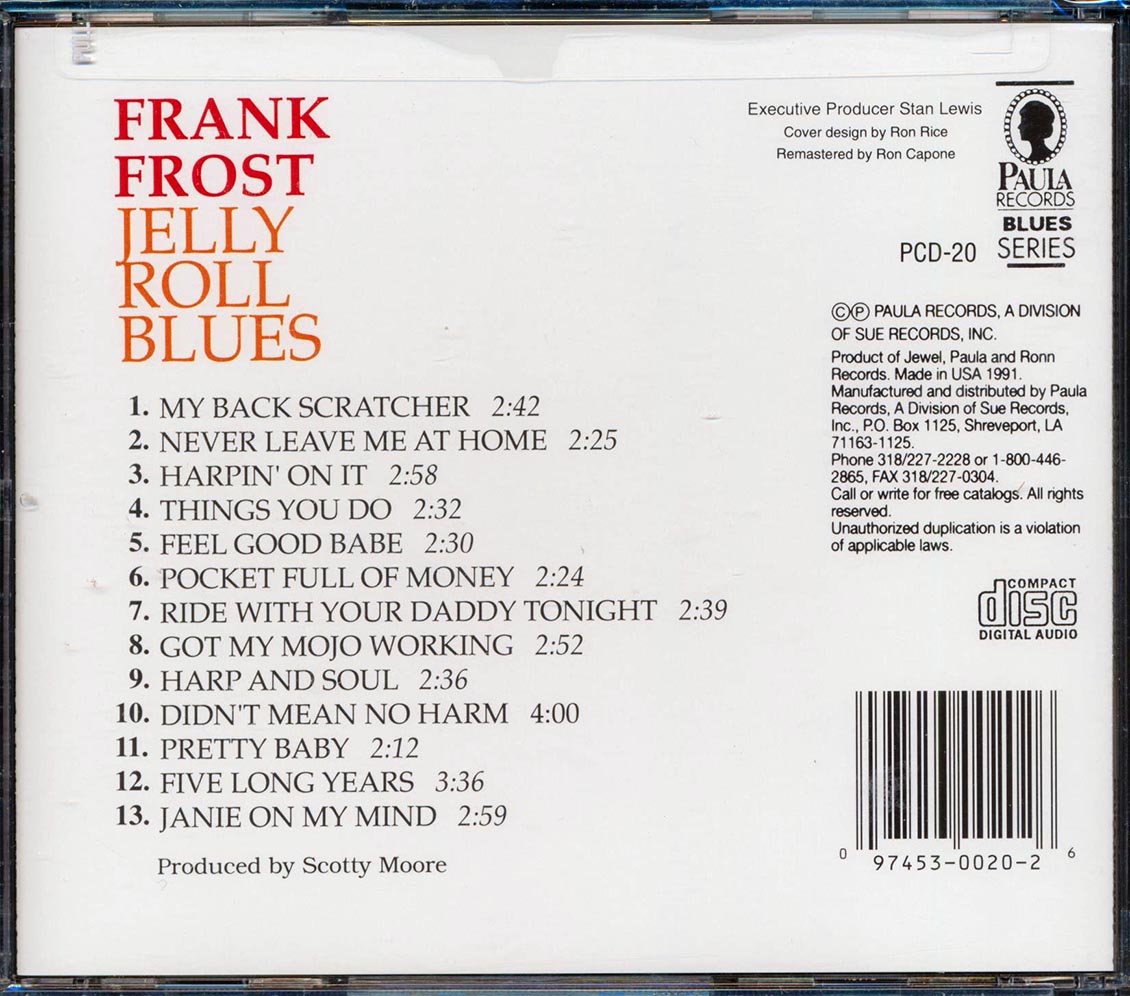 FRANK
FROST
JELLY
ROLL
BLUES
1. MY BACK SCRATCHER 2:42
2. NEVER LEAVE ME AT HOME 2:25
3. HARPIN' ON IT 2:58
4. THINGS YOU DO 2:32
5. FEEL GOOD BABE 2:30
6. POCKET FULL OF MONEY 2:24
7. RIDE WITH YOUR DADDY TONIGHT 2:39
8. GOT MY MOJO WORKING 2:52
9. HARP AND SOUL 2:36
10. DIDN'T MEAN NO HARM 4:00
11. PRETTY BABY 2:12
12. FIVE LONG YEARS 3:36
13. JANIE ON MY MIND 2:59
Produced by Scotty Moore
Executive Producer Stan Lewis
Cover design by Ron Rice
Remastered by Ron Capone
PAULA
RECORDS
BLUES
SERIES
PCD-20
©℗ PAULA RECORDS, A DIVISION
OF SUE RECORDS, INC.
Product of Jewel, Paula and Ronn
Records. Made in USA 1991.
Manufactured and distributed by Paula
Records, A Division of Sue Records,
Inc., P.O. Box 1125, Shreveport, LA
71163-1125.
Phone 318/227-2228 or 1-800-446-
2865, FAX 318/227-0304.
Call or write for free catalogs. All rights
reserved.
Unauthorized duplication is a violation
of applicable laws.
COMPACT
disc
DIGITAL AUDIO
0 97453-0020-2 6